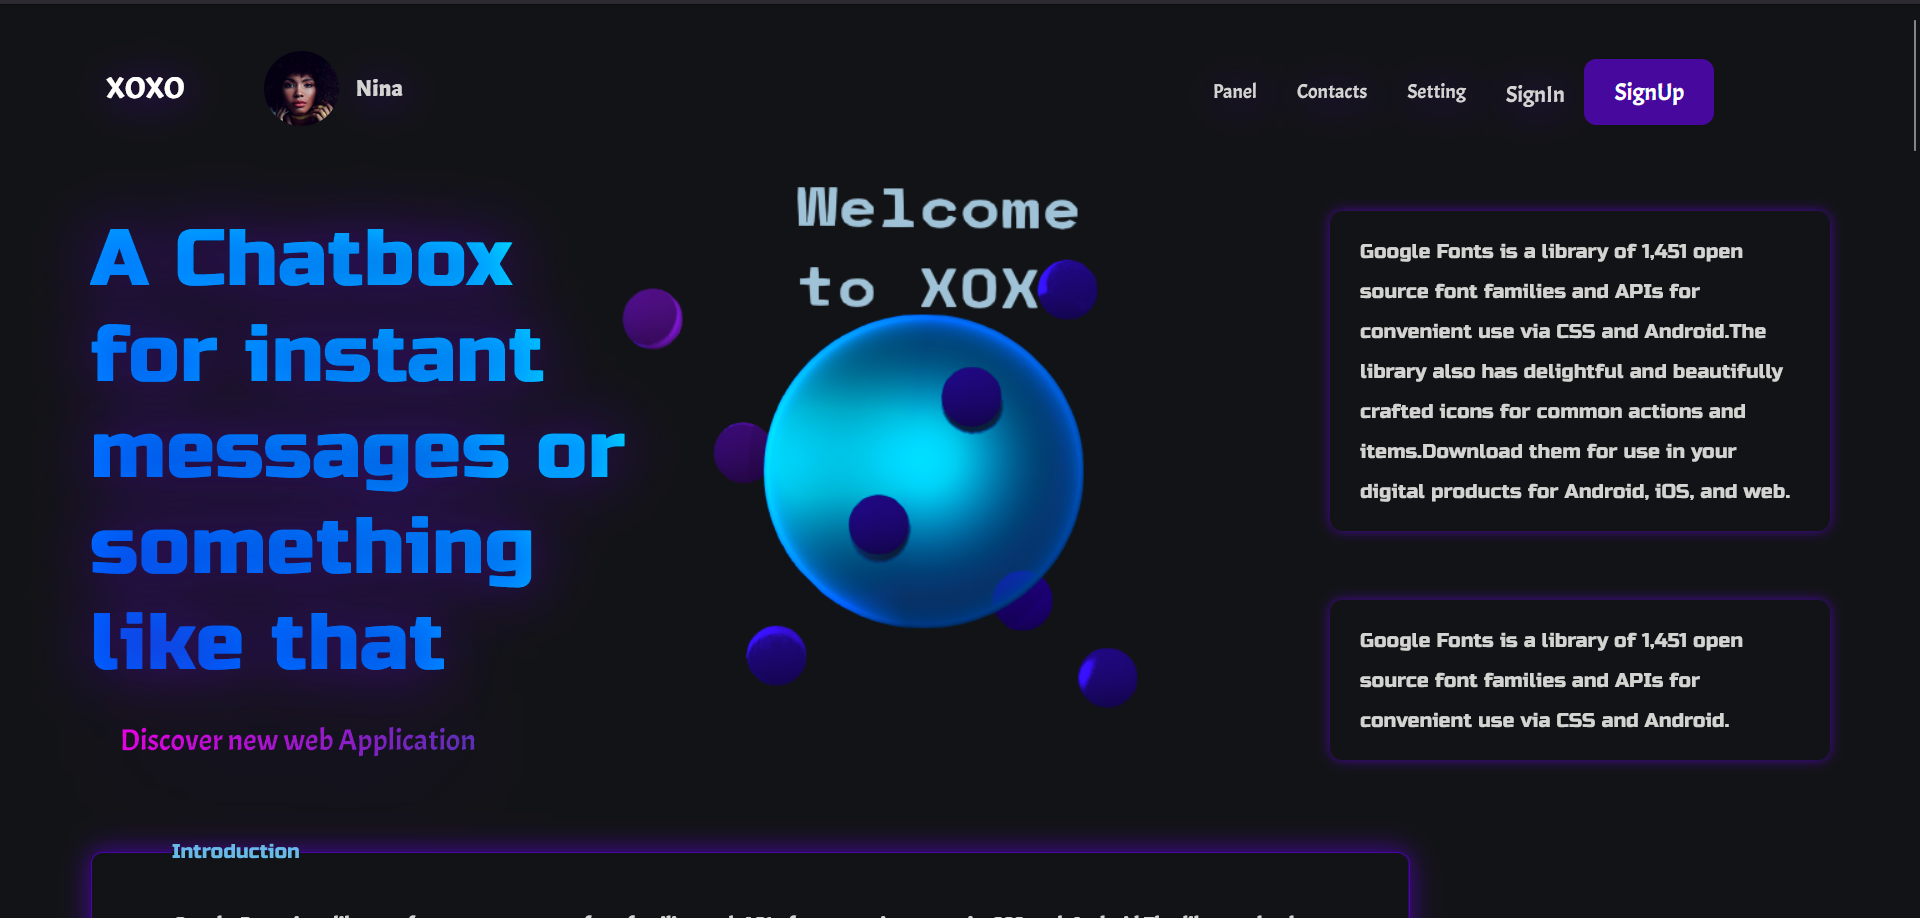 XOXO
Nina
Panel
Contacts
Setting
SignIn
SignUp
A Chatbox
for instant
messages or
something
like that
Discover new web Application
Welcome
to XOX
Google Fonts is a library of 1,451 open
source font families and APIs for
convenient use via CSS and Android.The
library also has delightful and beautifully
crafted icons for common actions and
items.Download them for use in your
digital products for Android, iOS, and web.
Google Fonts is a library of 1,451 open
source font families and APIs for
convenient use via CSS and Android.
Introduction